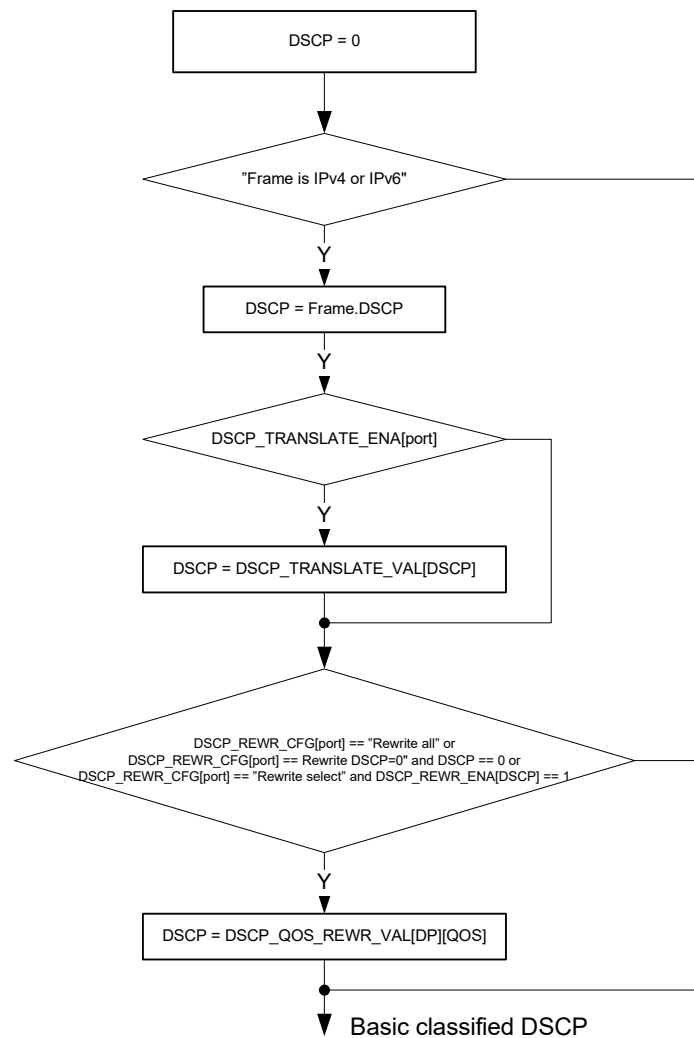 DSCP = 0
”Frame is IPv4 or IPv6"
Y
DSCP = Frame.DSCP
Y
DSCP_TRANSLATE_ENA[port]
Y
DSCP = DSCP_TRANSLATE_VAL[DSCP]
DSCP_REWR_CFG[port] == ”Rewrite all” or
DSCP_REWR_CFG[port] == Rewrite DSCP=0" and DSCP == 0 or
DSCP_REWR_CFG[port] == ”Rewrite select” and DSCP_REWR_ENA[DSCP] == 1
Y
DSCP = DSCP_QOS_REWR_VAL[DP][QOS]
Basic classified DSCP